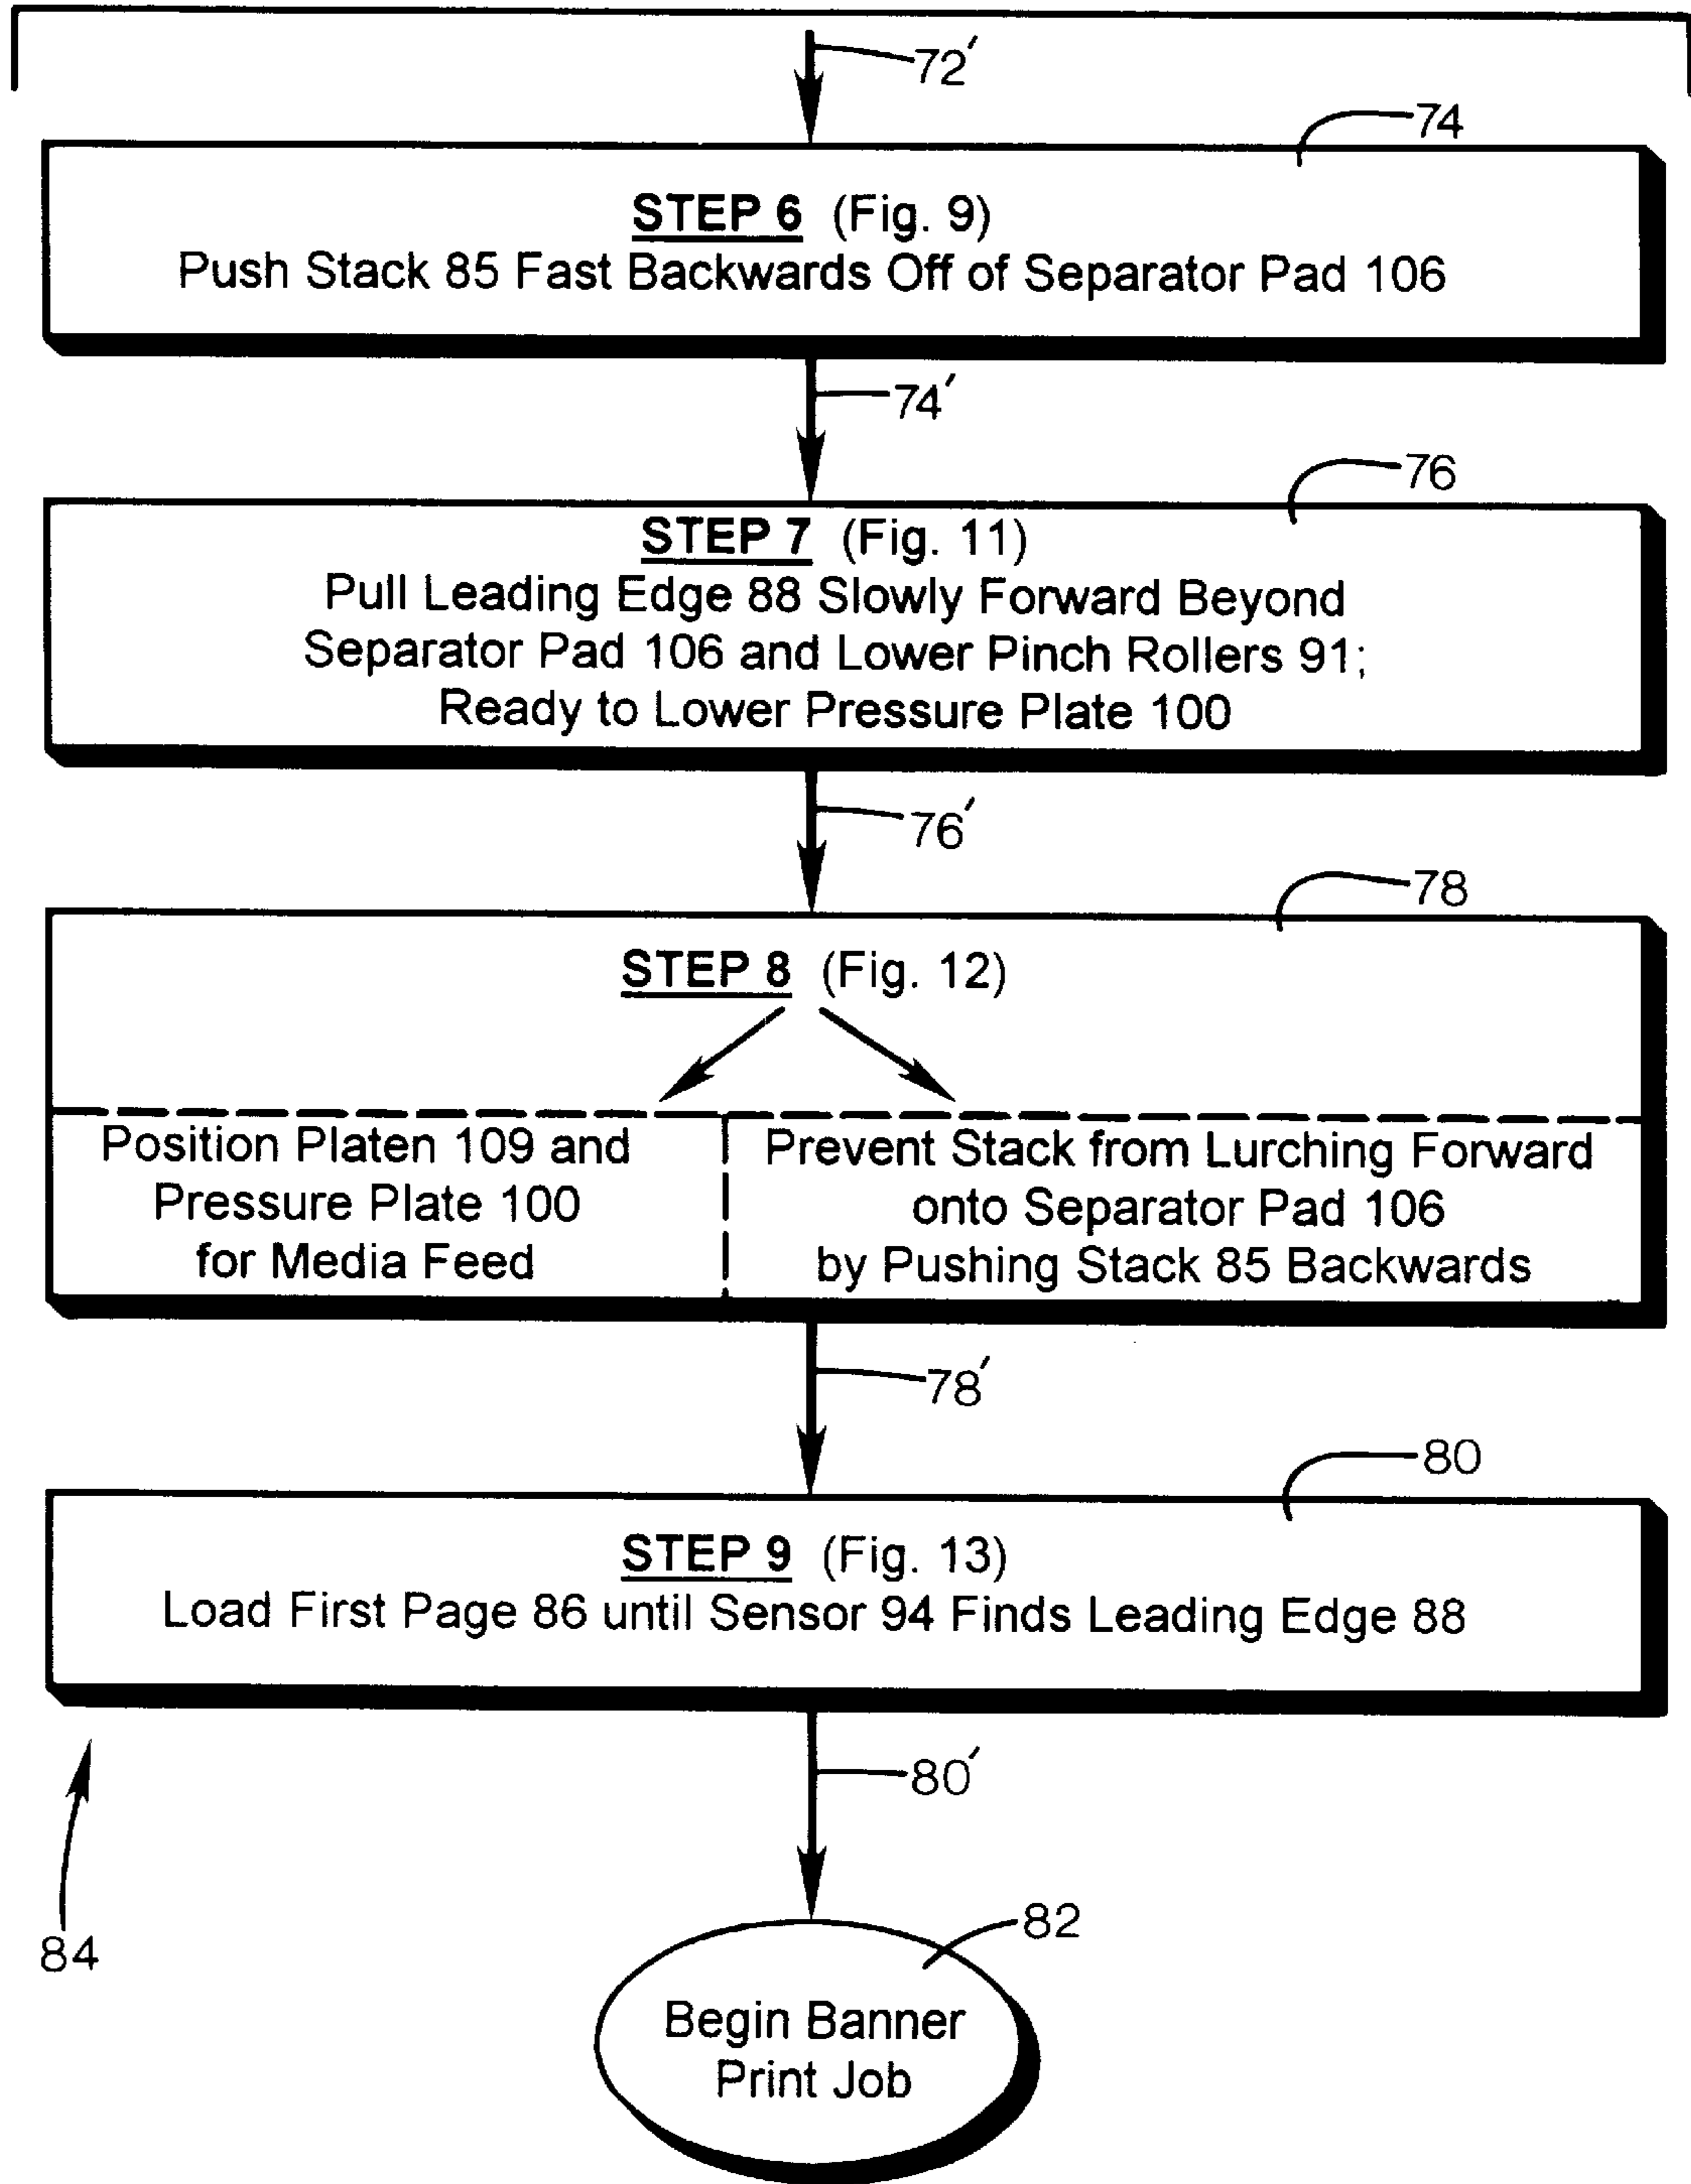 72′
74
STEP 6 (Fig. 9)
Push Stack 85 Fast Backwards Off of Separator Pad 106
74′
76
STEP 7 (Fig. 11)
Pull Leading Edge 88 Slowly Forward Beyond
Separator Pad 106 and Lower Pinch Rollers 91;
Ready to Lower Pressure Plate 100
76′
78
STEP 8 (Fig. 12)
Position Platen 109 and
Pressure Plate 100
for Media Feed
Prevent Stack from Lurching Forward
onto Separator Pad 106
by Pushing Stack 85 Backwards
78′
80
STEP 9 (Fig. 13)
Load First Page 86 until Sensor 94 Finds Leading Edge 88
80′
84
82
Begin Banner
Print Job